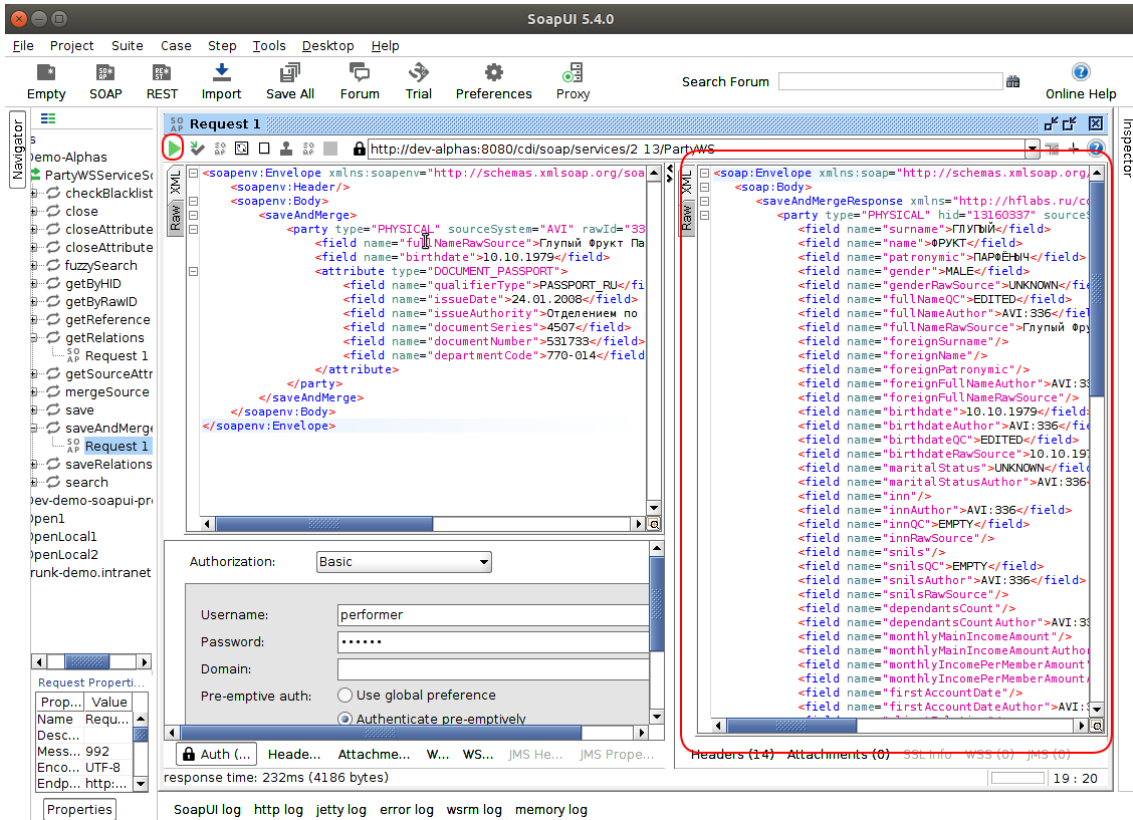 SoapUI 5.4.0
File Project Suite Case Step Tools Desktop Help
Empty SOAP REST Import Save All Forum Trial Preferences Proxy Search Forum Online Help
Navigator
s
Demo-Alphas
PartyWSServiceSo
checkBlacklist
close
closeAttribute
closeAttribute
fuzzySearch
getByHID
getByRawID
getReference
getRelations
Request 1
getSourceAttr
mergeSource
save
saveAndMerge
Request 1
saveRelations
search
Dev-demo-soapui-pr
Open1
OpenLocal1
OpenLocal2
trunk-demo.intranet
Request Properti...
Prop... Value
Name Requ...
Desc...
Mess... 992
Enco... UTF-8
Endp... http:...
Properties
Request 1
http://dev-alphas:8080/cdi/soap/services/2_13/PartyWS
XML
Raw
<soapenv:Envelope xmlns:soapenv="http://schemas.xmlsoap.org/soa
<soapenv:Header/>
<soapenv:Body>
<saveAndMerge>
<party type="PHYSICAL" sourceSystem="AVI" rawId="33
<field name="fullNameRawSource">Глупый Фрукт Па
<field name="birthdate">10.10.1979</field>
<attribute type="DOCUMENT_PASSPORT">
<field name="qualifierType">PASSPORT_RU</fi
<field name="issueDate">24.01.2008</field>
<field name="issueAuthority">Отделением по
<field name="documentSeries">4507</field>
<field name="documentNumber">531733</field>
<field name="departmentCode">770-014</field
</attribute>
</party>
</saveAndMerge>
</soapenv:Body>
</soapenv:Envelope>
Authorization: Basic
Username: performer
Password: ••••••
Domain:
Pre-emptive auth: Use global preference
Authenticate pre-emptively
Auth (... Heade... Attachme... W... WS... JMS He... JMS Prope...
response time: 232ms (4186 bytes)
XML
Raw
<soap:Envelope xmlns:soap="http://schemas.xmlsoap.org/
<soap:Body>
<saveAndMergeResponse xmlns="http://hflabs.ru/cd
<party type="PHYSICAL" hid="13160337" sourceS
<field name="surname">ГЛУПЫЙ</field>
<field name="name">ФРУКТ</field>
<field name="patronymic">ПАРФЁНЫЧ</field>
<field name="gender">MALE</field>
<field name="genderRawSource">UNKNOWN</fie
<field name="fullNameQC">EDITED</field>
<field name="fullNameAuthor">AVI:336</fiel
<field name="fullNameRawSource">Глупый Фру
<field name="foreignSurname"/>
<field name="foreignName"/>
<field name="foreignPatronymic"/>
<field name="foreignFullNameAuthor">AVI:33
<field name="foreignFullNameRawSource"/>
<field name="birthdate">10.10.1979</field>
<field name="birthdateAuthor">AVI:336</fie
<field name="birthdateQC">EDITED</field>
<field name="birthdateRawSource">10.10.197
<field name="maritalStatus">UNKNOWN</field
<field name="maritalStatusAuthor">AVI:336
<field name="inn"/>
<field name="innAuthor">AVI:336</field>
<field name="innQC">EMPTY</field>
<field name="innRawSource"/>
<field name="snils"/>
<field name="snilsQC">EMPTY</field>
<field name="snilsAuthor">AVI:336</field>
<field name="snilsRawSource"/>
<field name="dependantsCount"/>
<field name="dependantsCountAuthor">AVI:33
<field name="monthlyMainIncomeAmount"/>
<field name="monthlyMainIncomeAmountAuthor
<field name="monthlyIncomePerMemberAmount"
<field name="monthlyIncomePerMemberAmountA
<field name="firstAccountDate"/>
<field name="firstAccountDateAuthor">AVI:3
Headers (14) Attachments (0) SSL Info WSS (0) JMS (0)
19 : 20
Inspector
SoapUI log http log jetty log error log wsrm log memory log